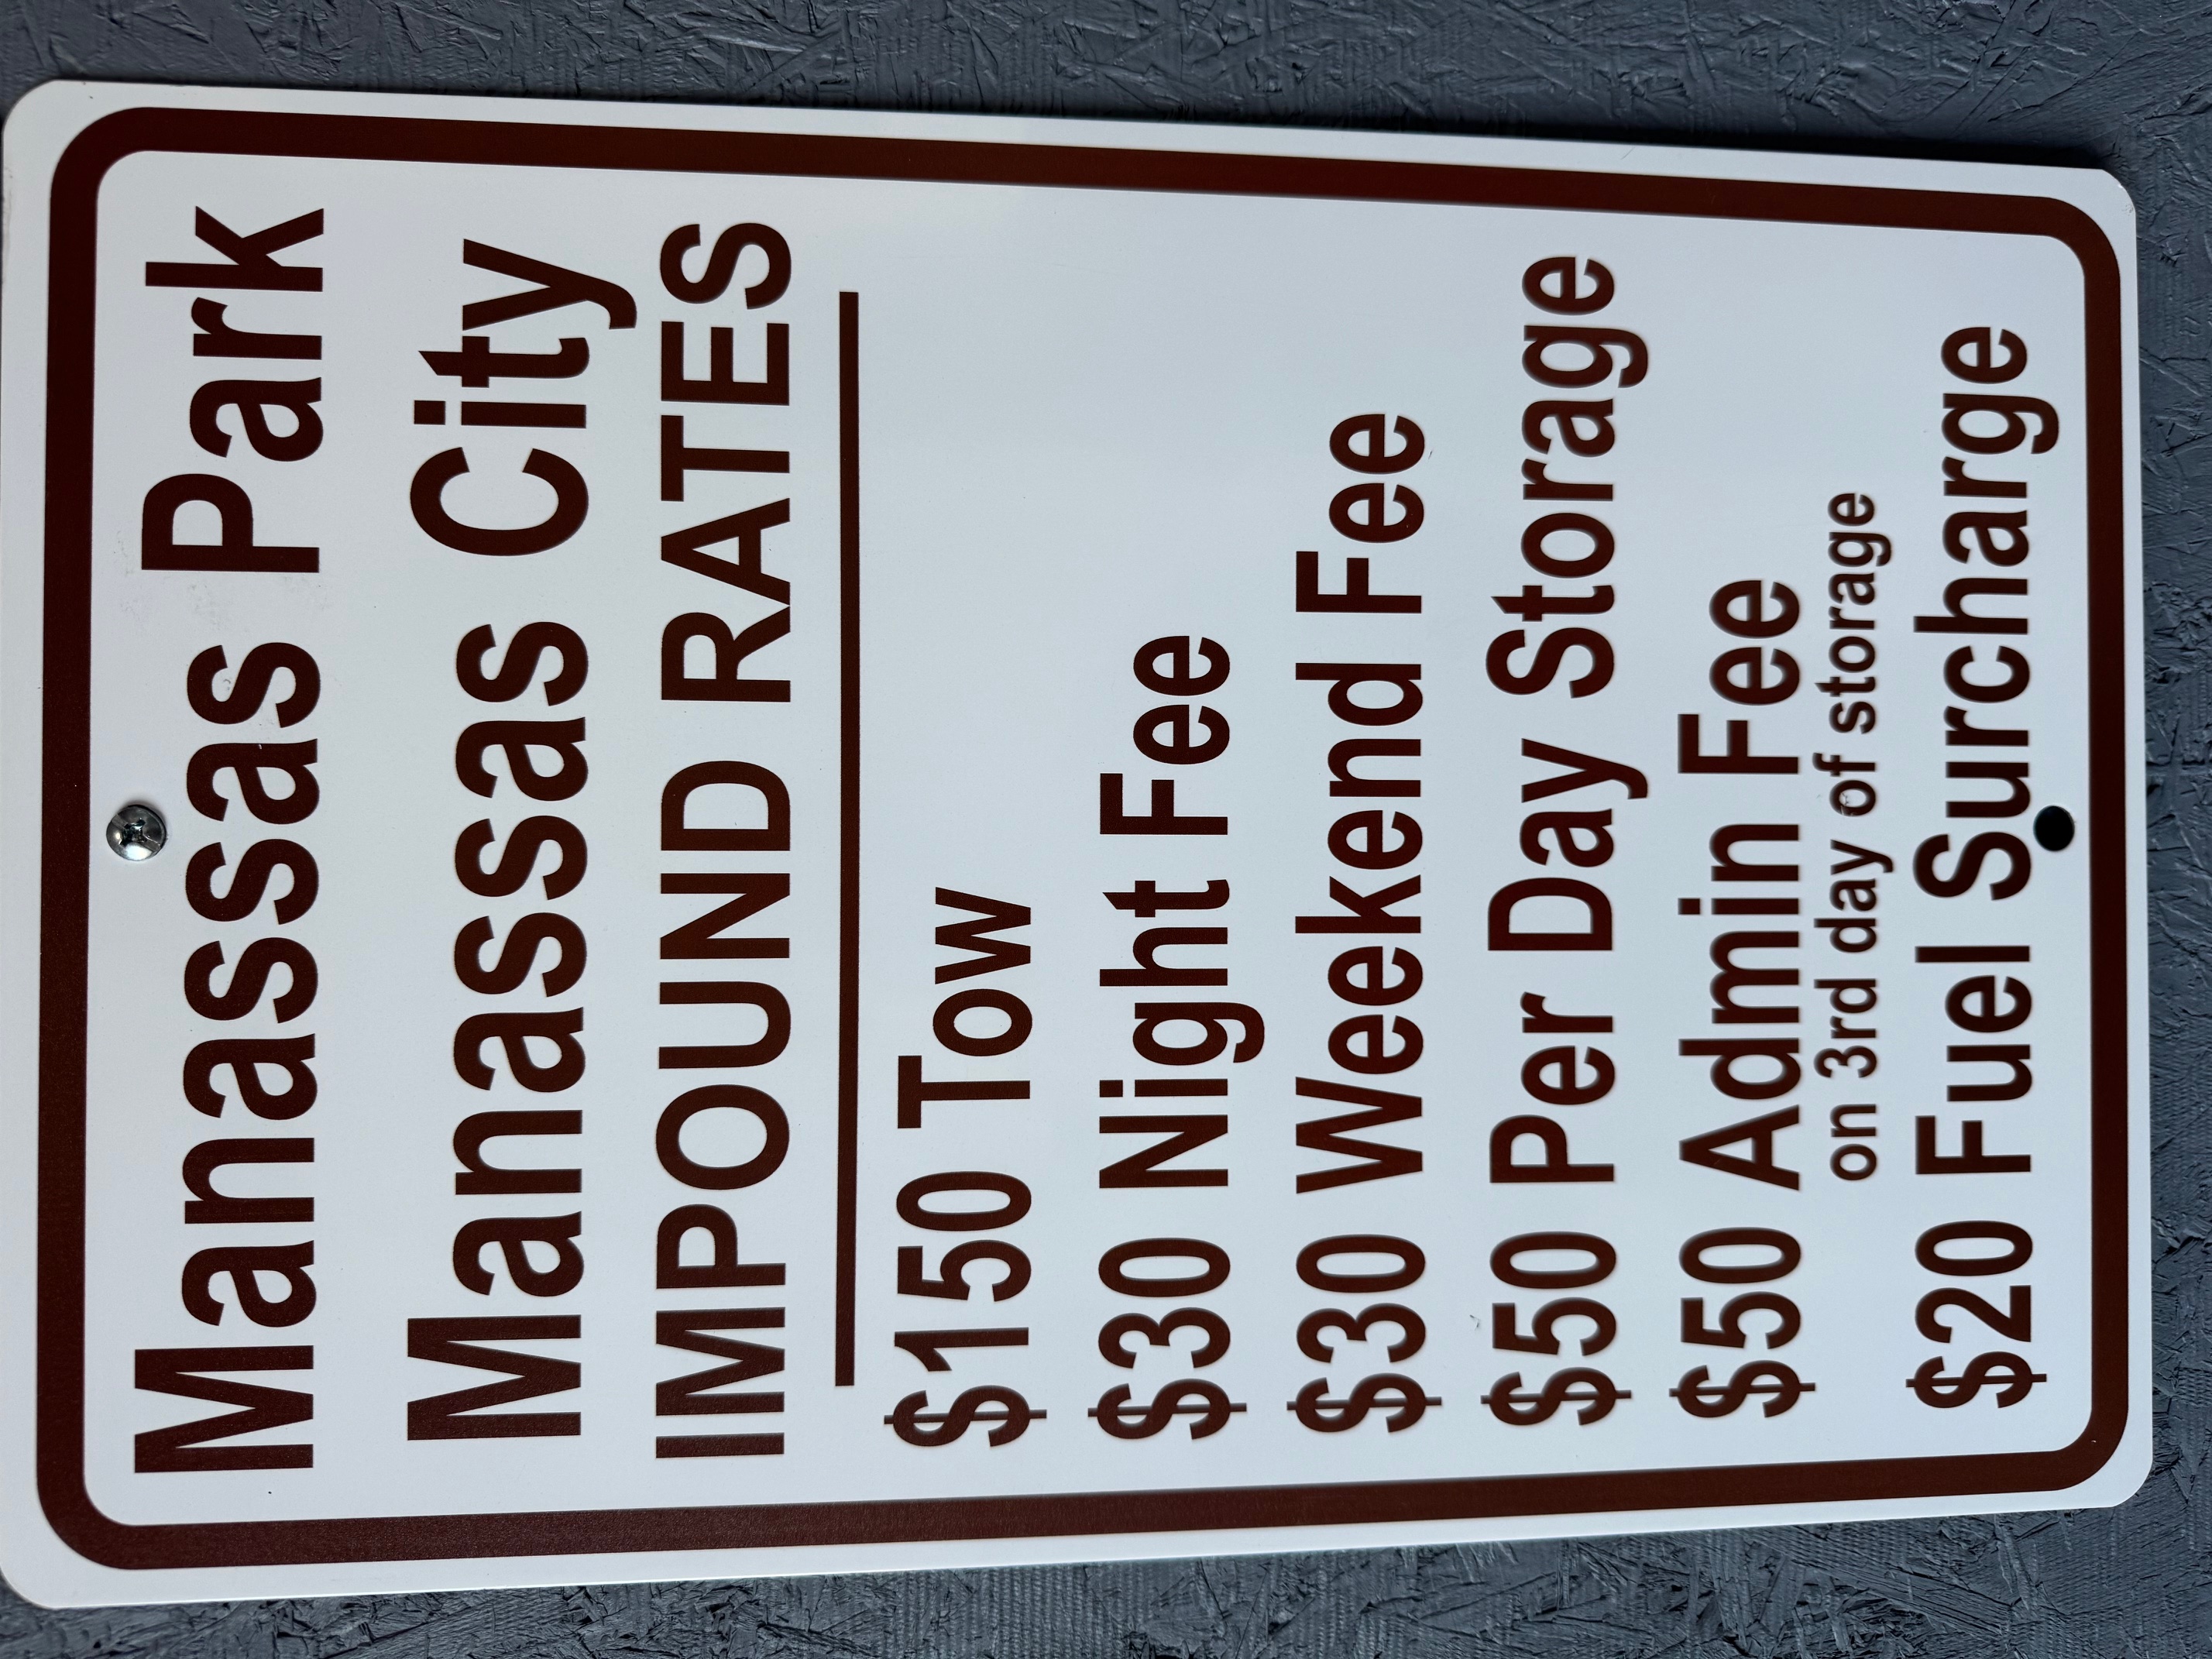 Manassas Park
Manassas City
IMPOUND RATES
$150 Tow
$30 Night Fee
$30 Weekend Fee
$50 Per Day Storage
$50 Admin Fee
on 3rd day of storage
$20 Fuel Surcharge